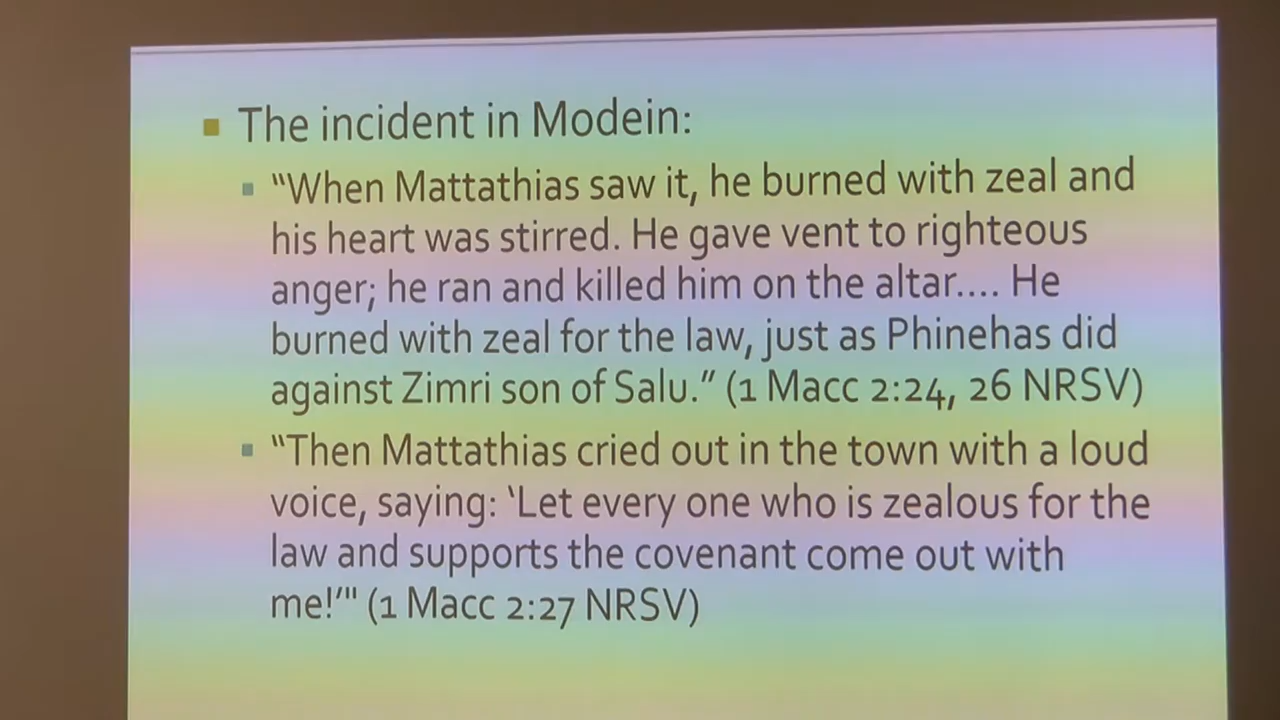 The incident in Modein:
"When Mattathias saw it, he burned with zeal and
his heart was stirred. He gave vent to righteous
anger; he ran and killed him on the altar.... He
burned with zeal for the law, just as Phinehas did
against Zimri son of Salu." (1 Macc 2:24, 26 NRSV)
"Then Mattathias cried out in the town with a loud
voice, saying: 'Let every one who is zealous for the
law and supports the covenant come out with
me!'" (1 Macc 2:27 NRSV)